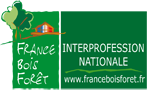 FRANCE
BOIS
FORÊT
INTERPROFESSION
NATIONALE
www.franceboisforet.fr